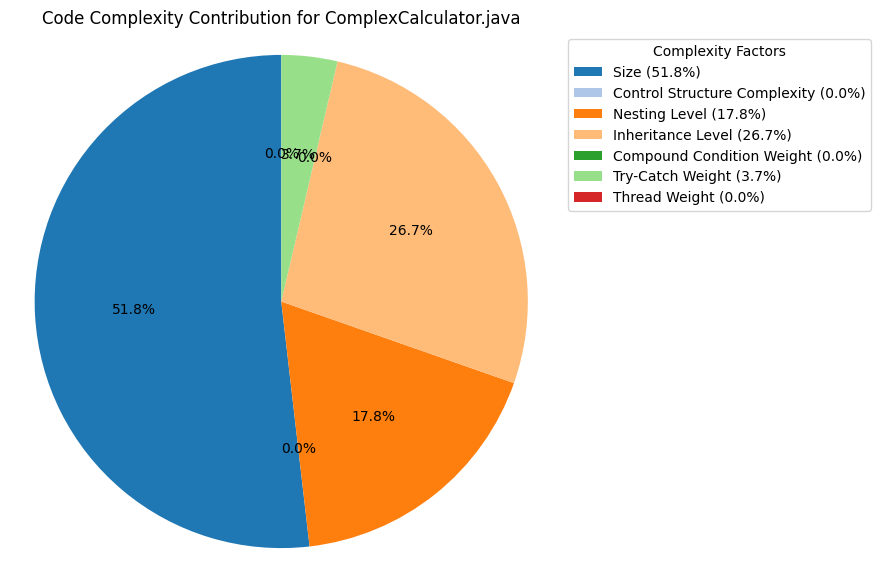 Code Complexity Contribution for ComplexCalculator.java
Complexity Factors
Size (51.8%)
Control Structure Complexity (0.0%)
Nesting Level (17.8%)
Inheritance Level (26.7%)
Compound Condition Weight (0.0%)
Try-Catch Weight (3.7%)
Thread Weight (0.0%)
0.0%
3.7%
0.0%
26.7%
51.8%
17.8%
0.0%